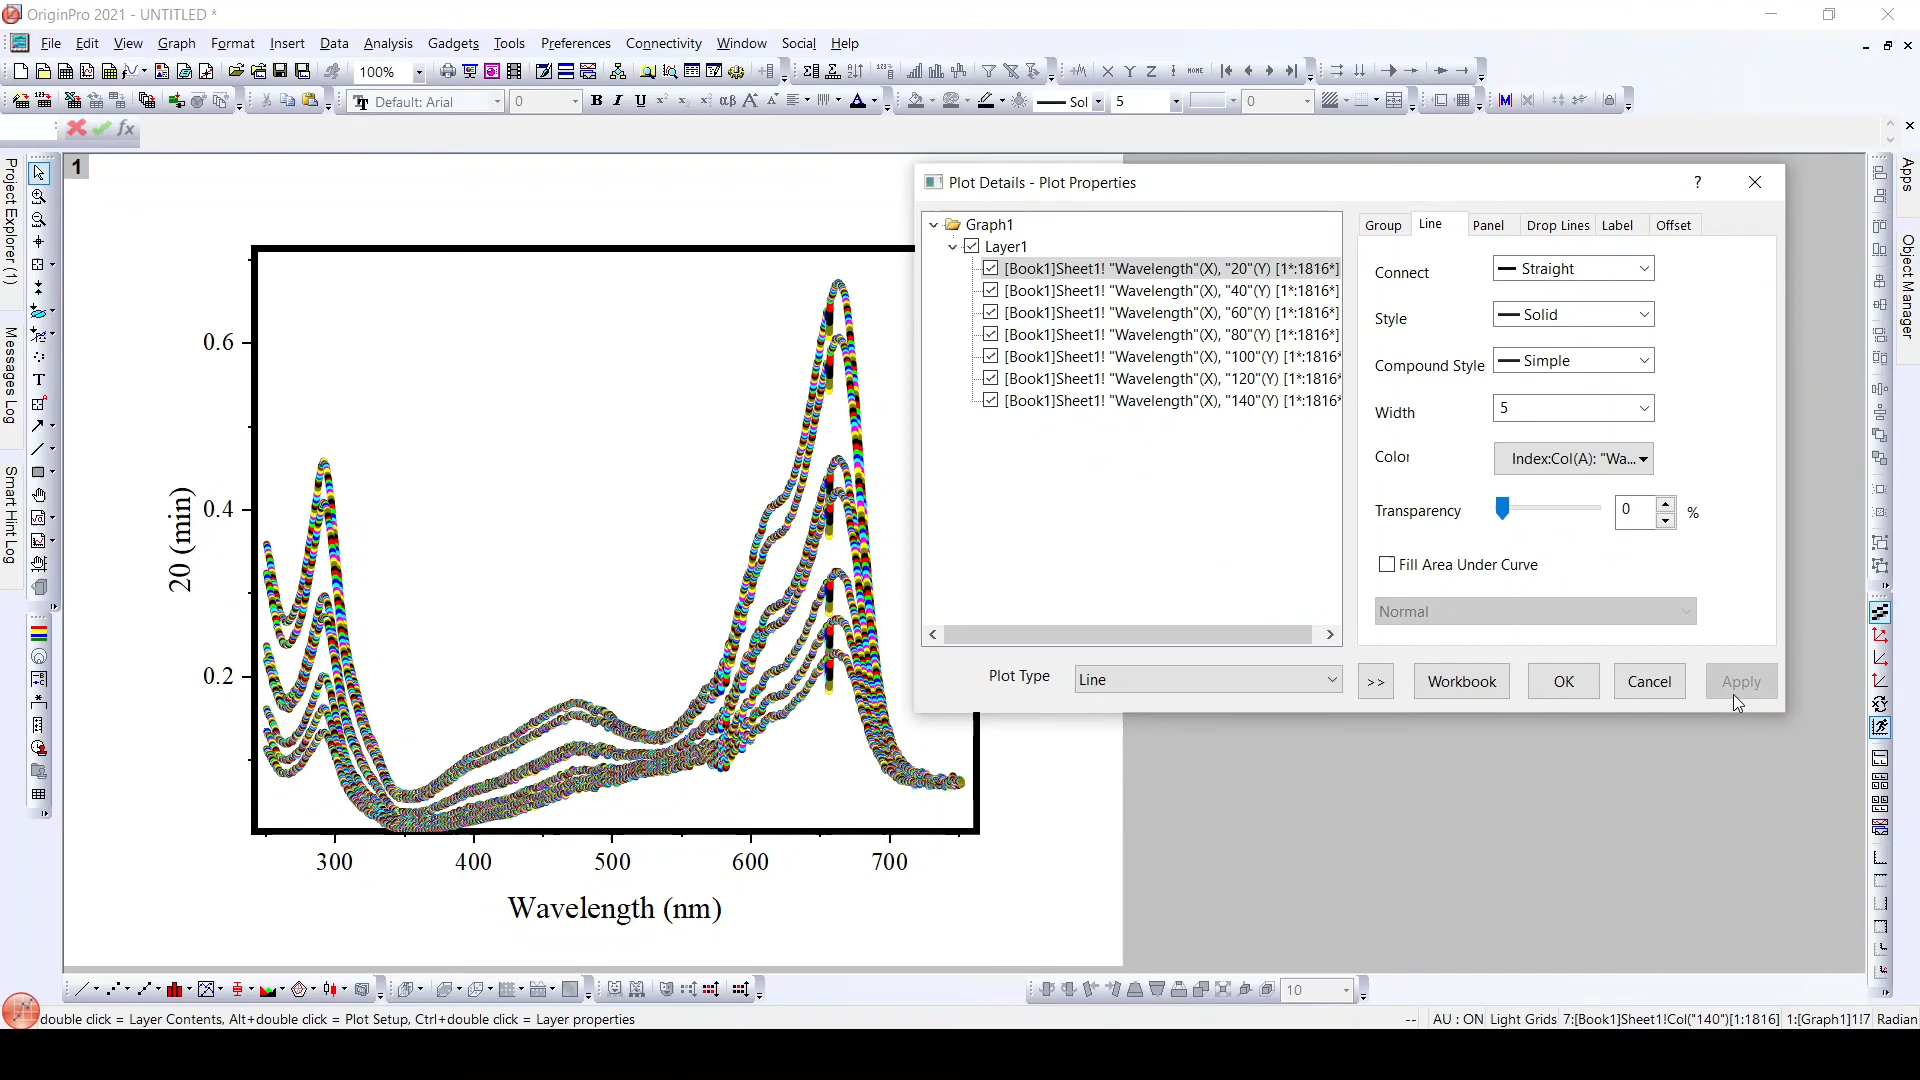 OriginPro 2021 - UNTITLED *
File Edit View Graph Format Insert Data Analysis Gadgets Tools Preferences Connectivity Window Social Help
100%
Default: Arial 0 B I U αβ A A A Sol 5 0
fx
1
Project Explorer (1)
Messages Log
Smart Hint Log
Apps
Object Manager
0.6
0.4
0.2
20 (min)
300 400 500 600 700
Wavelength (nm)
Plot Details - Plot Properties ?
Graph1
Layer1
[Book1]Sheet1! "Wavelength"(X), "20"(Y) [1*:1816*]
[Book1]Sheet1! "Wavelength"(X), "40"(Y) [1*:1816*]
[Book1]Sheet1! "Wavelength"(X), "60"(Y) [1*:1816*]
[Book1]Sheet1! "Wavelength"(X), "80"(Y) [1*:1816*]
[Book1]Sheet1! "Wavelength"(X), "100"(Y) [1*:1816*
[Book1]Sheet1! "Wavelength"(X), "120"(Y) [1*:1816*
[Book1]Sheet1! "Wavelength"(X), "140"(Y) [1*:1816*
Group Line Panel Drop Lines Label Offset
Connect Straight
Style Solid
Compound Style Simple
Width 5
Color Index:Col(A): "Wa...
Transparency 0 %
Fill Area Under Curve
Normal
Plot Type Line >> Workbook OK Cancel Apply
10
double click = Layer Contents, Alt+double click = Plot Setup, Ctrl+double click = Layer properties
-- AU : ON Light Grids 7:[Book1]Sheet1!Col("140")[1:1816] 1:[Graph1]1!7 Radian